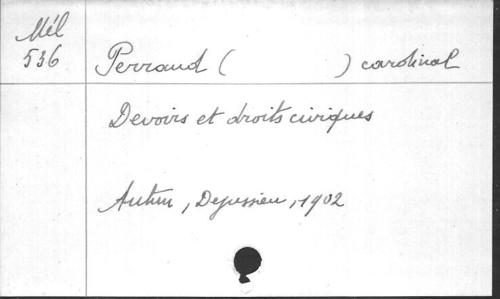 Mél
536
Perraud ( ) cardinal
Devoirs et droits civiques
Autun, Dejussieu, 1902